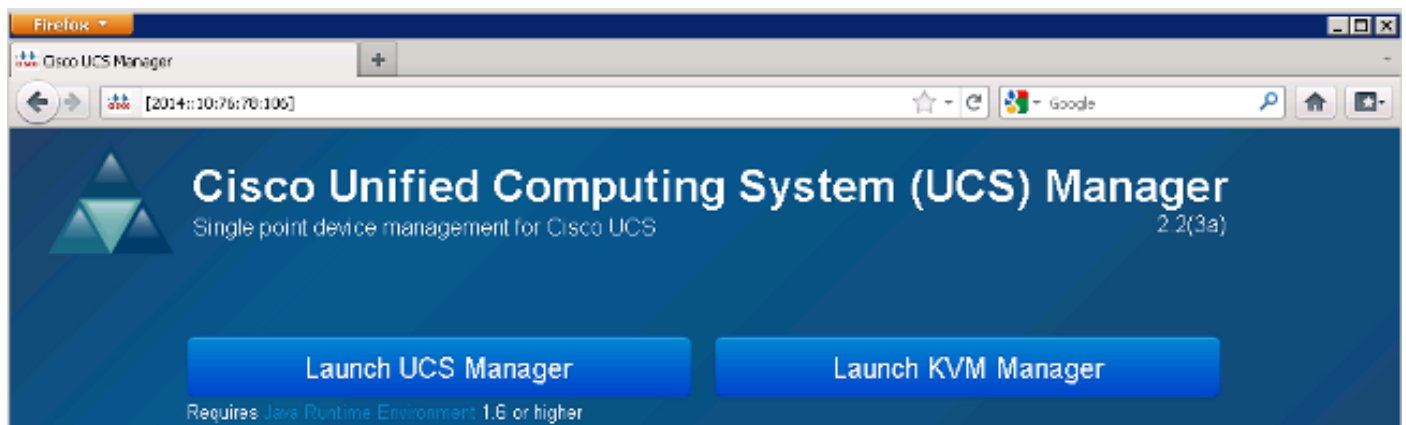 Firefox
Cisco UCS Manager
[2014::10:76:78:106]
Google
Cisco Unified Computing System (UCS) Manager
Single point device management for Cisco UCS
2.2(3a)
Launch UCS Manager
Launch KVM Manager
Requires Java Runtime Environment 1.6 or higher